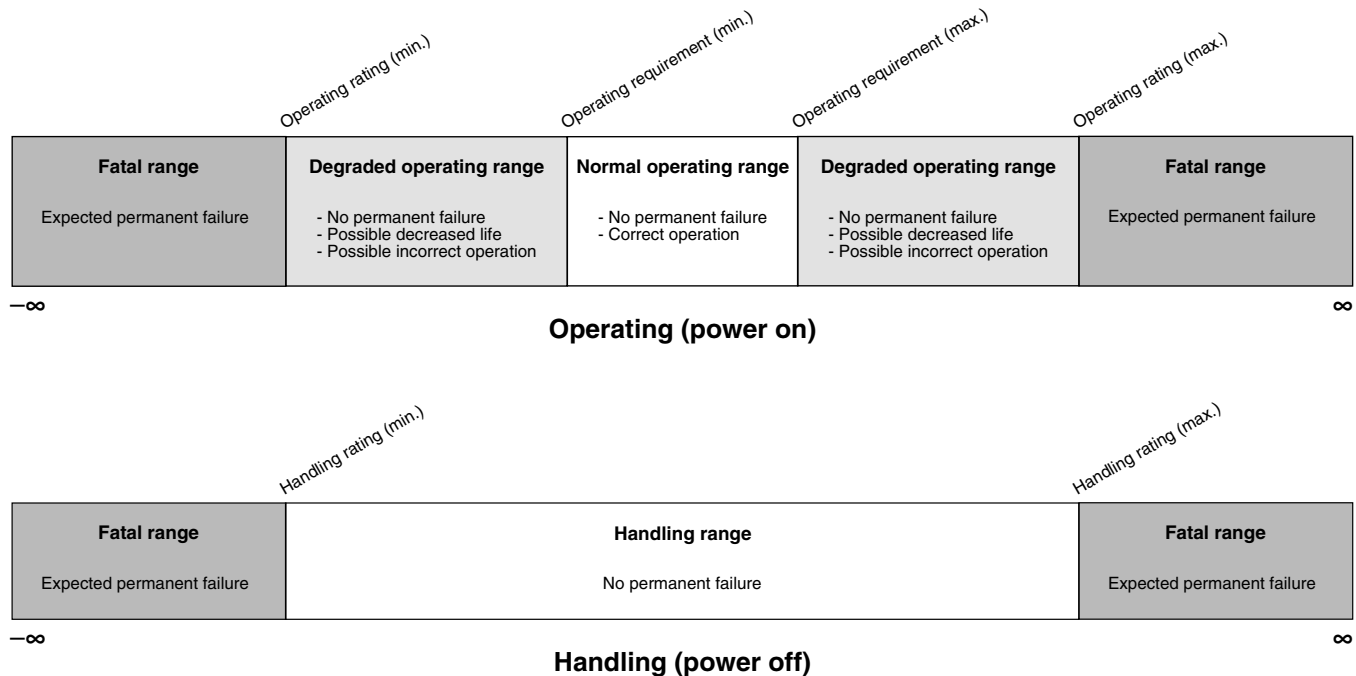 Operating rating (min.)
Operating requirement (min.)
Operating requirement (max.)
Operating rating (max.)
Fatal range
Expected permanent failure
Degraded operating range
- No permanent failure
- Possible decreased life
- Possible incorrect operation
Normal operating range
- No permanent failure
- Correct operation
Degraded operating range
- No permanent failure
- Possible decreased life
- Possible incorrect operation
Fatal range
Expected permanent failure
–∞
∞
Operating (power on)
Handling rating (min.)
Handling rating (max.)
Fatal range
Expected permanent failure
Handling range
No permanent failure
Fatal range
Expected permanent failure
–∞
∞
Handling (power off)